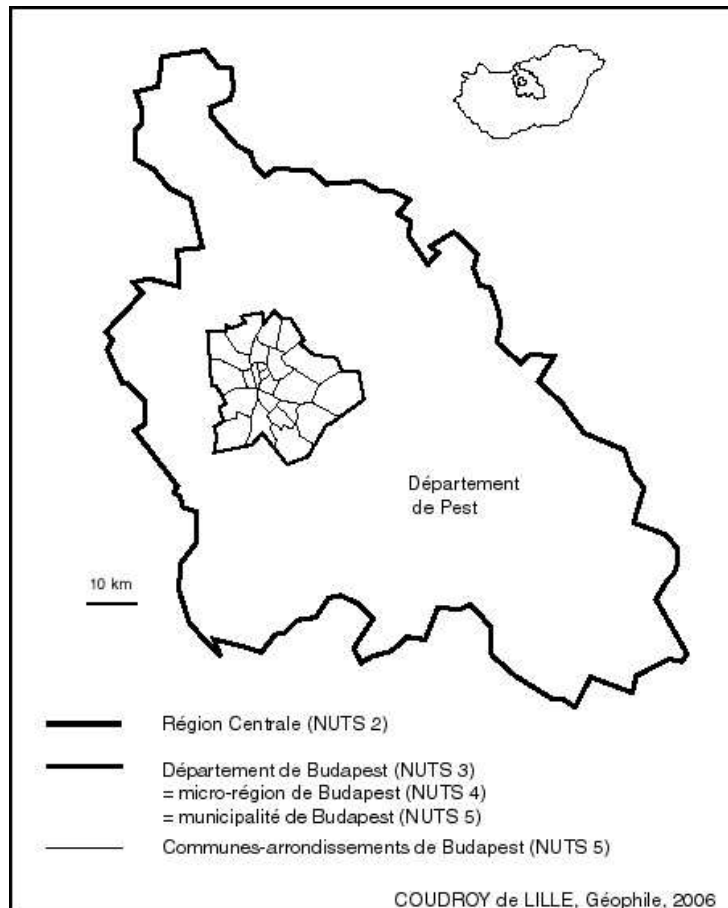 Département
de Pest
10 km
Région Centrale (NUTS 2)
Département de Budapest (NUTS 3)
= micro-région de Budapest (NUTS 4)
= municipalité de Budapest (NUTS 5)
Communes-arrondissements de Budapest (NUTS 5)
COUDROY de LILLE, Géophile, 2006